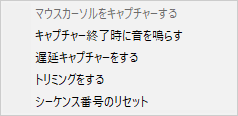 マウスカーソルをキャプチャーする
キャプチャー終了時に音を鳴らす
遅延キャプチャーをする
トリミングをする
シーケンス番号のリセット